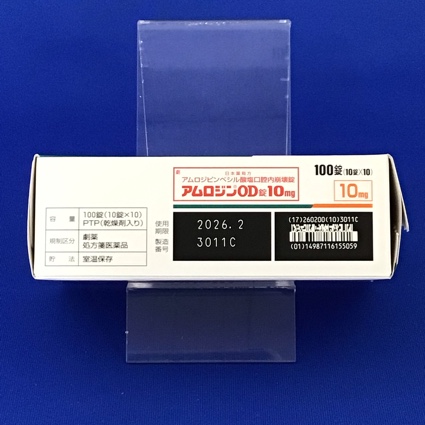 劇
日本薬局方
アムロジピンベシル酸塩口腔内崩壊錠
アムロジンOD錠10mg
100錠(10錠×10)
10mg
容量 100錠(10錠×10)
PTP(乾燥剤入り)
規制区分 劇薬
処方箋医薬品
貯法 室温保存
使用期限 2026.2
製造番号 3011C
(17)260200(10)3011C
(01)14987116155059